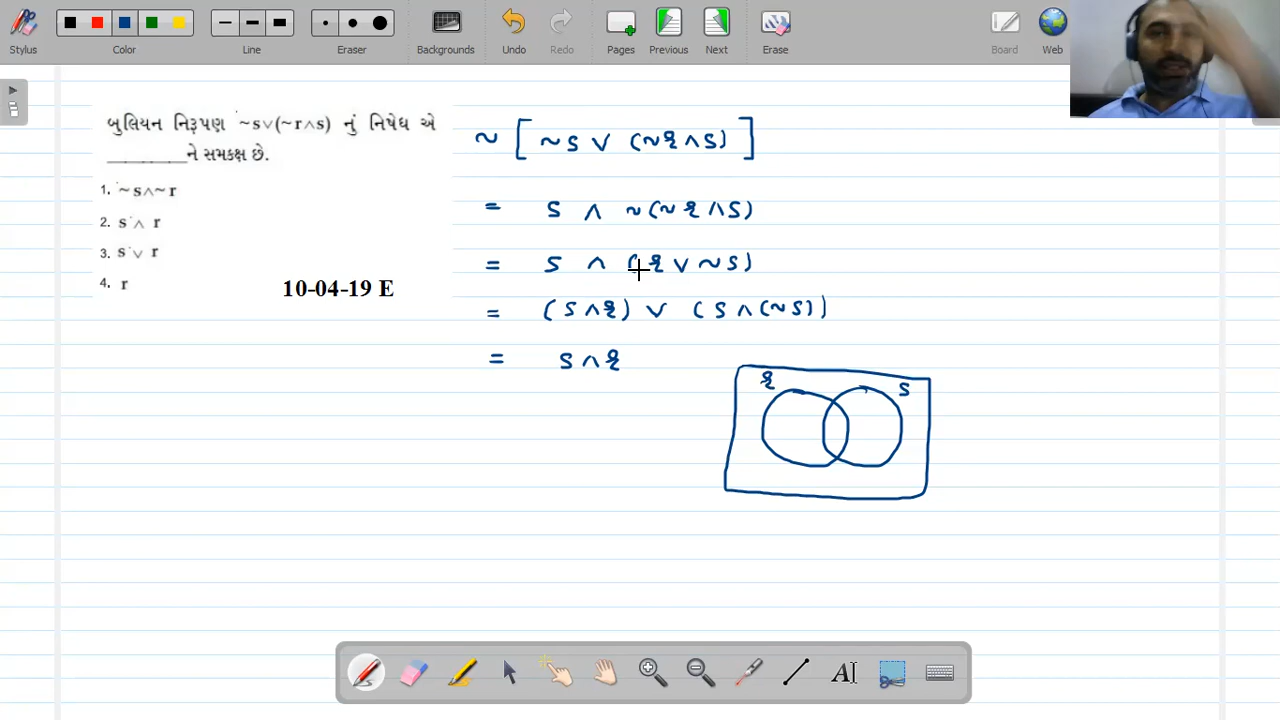 Stylus Color Line Eraser Backgrounds Undo Redo Pages Previous Next Erase Board Web
બુલિયન નિરૂપણ ~s∨(~r∧s) નું નિષેધ એ
________ને સમકક્ષ છે.
1. ~s∧~r
2. s ∧ r
3. s ∨ r
4. r
10-04-19 E
~ [ ~s ∨ (~r∧s) ]
= s ∧ ~(~r∧s)
= s ∧ (r ∨ ~s)
= (s∧r) ∨ (s∧(~s))
= s∧r
r s